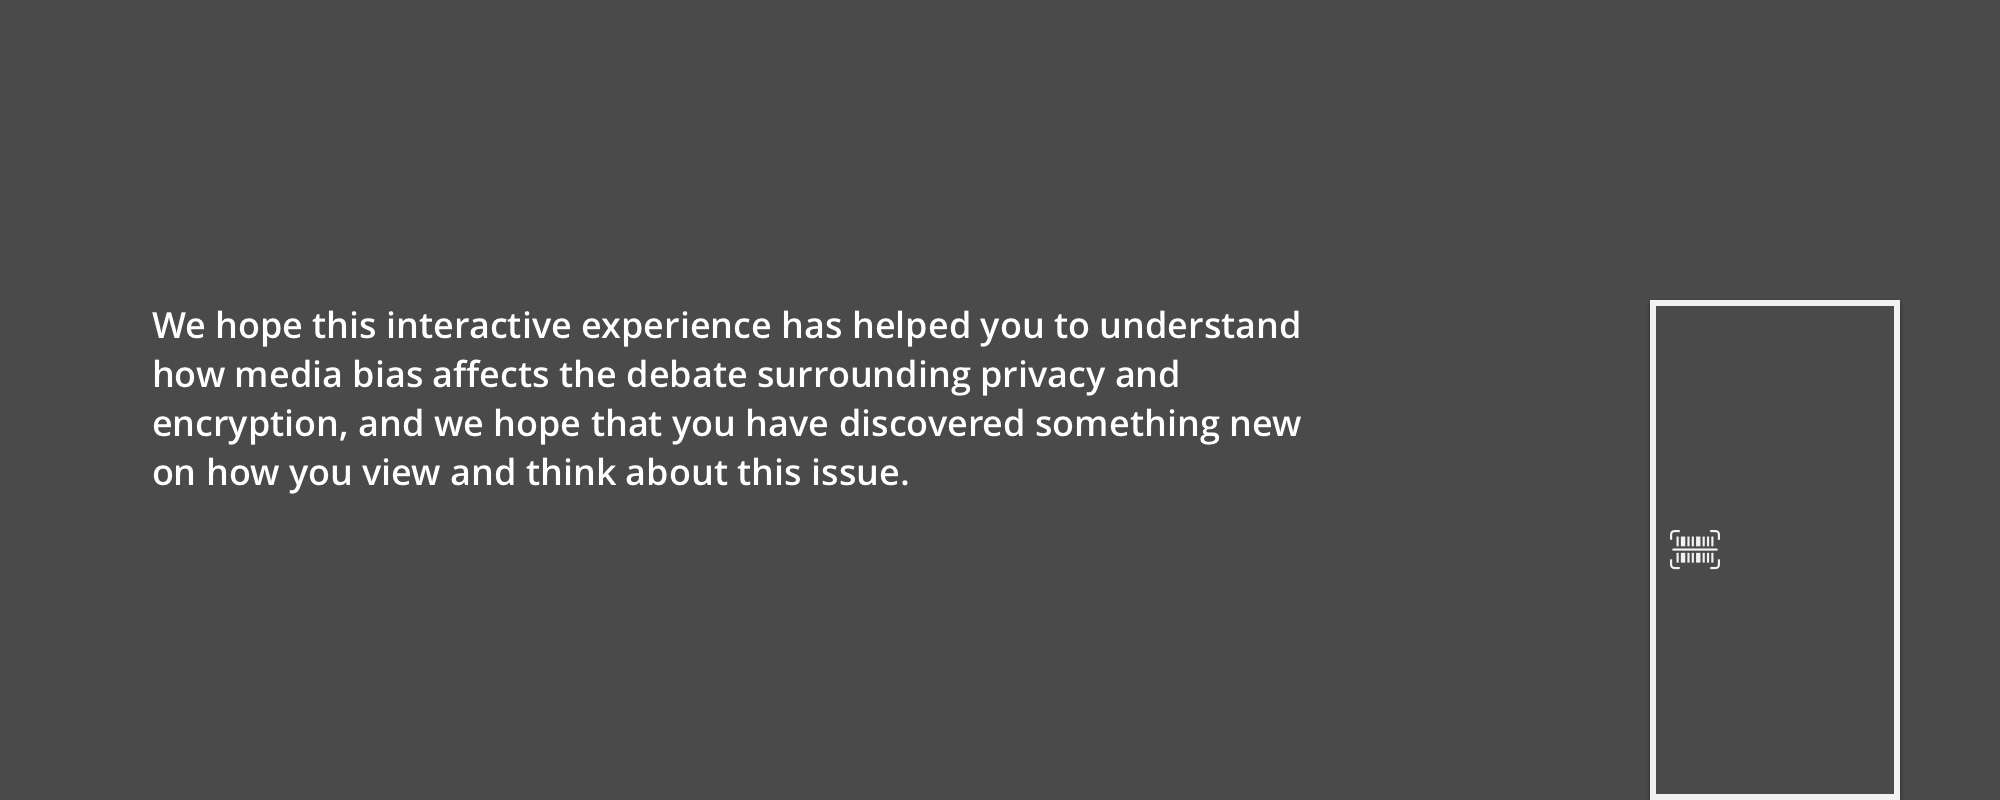 We hope this interactive experience has helped you to understand
how media bias affects the debate surrounding privacy and
encryption, and we hope that you have discovered something new
on how you view and think about this issue.